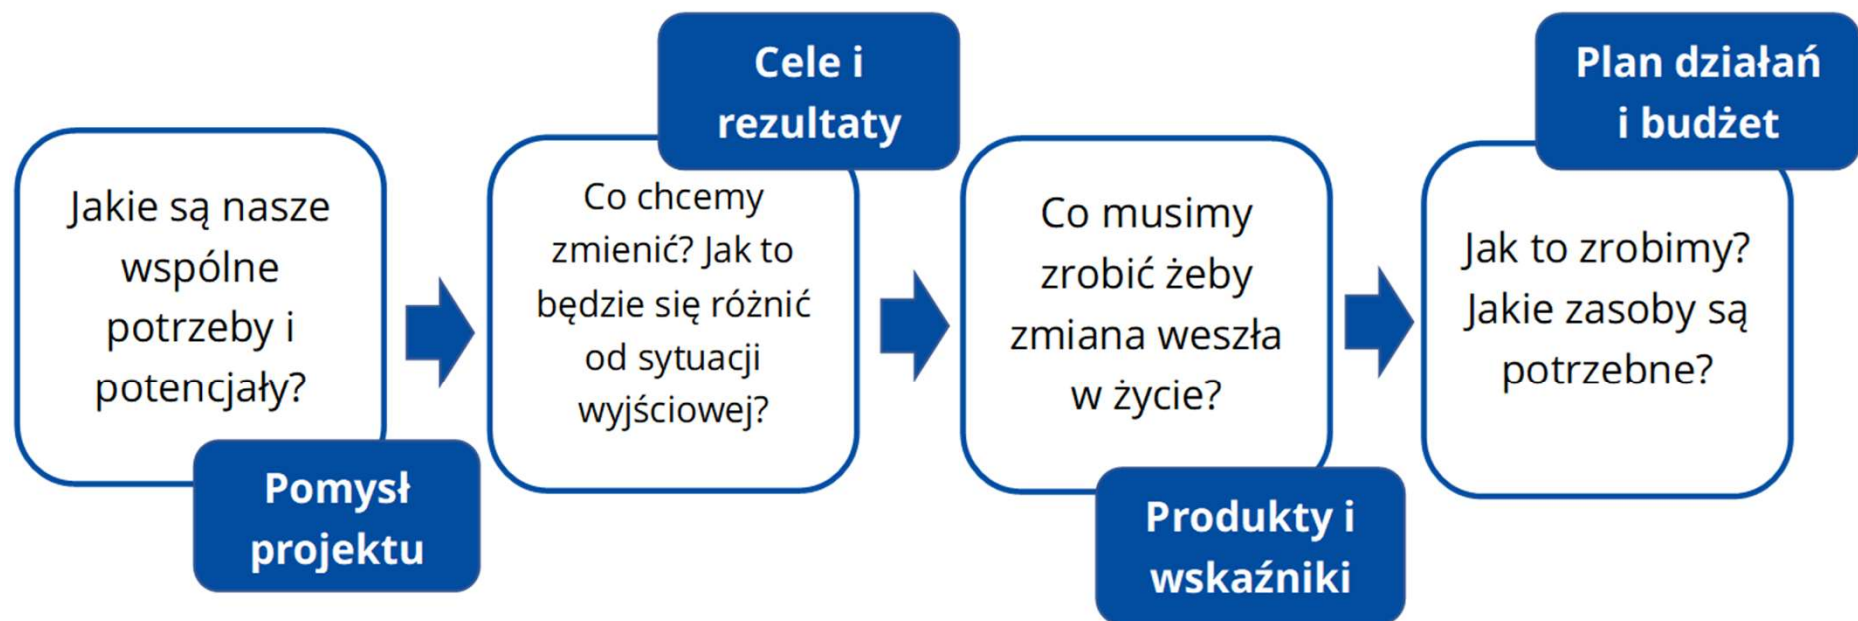 Jakie są nasze
wspólne
potrzeby i
potencjały?
Pomysł
projektu
Cele i
rezultaty
Co chcemy
zmienić? Jak to
będzie się różnić
od sytuacji
wyjściowej?
Co musimy
zrobić żeby
zmiana weszła
w życie?
Produkty i
wskaźniki
Plan działań
i budżet
Jak to zrobimy?
Jakie zasoby są
potrzebne?